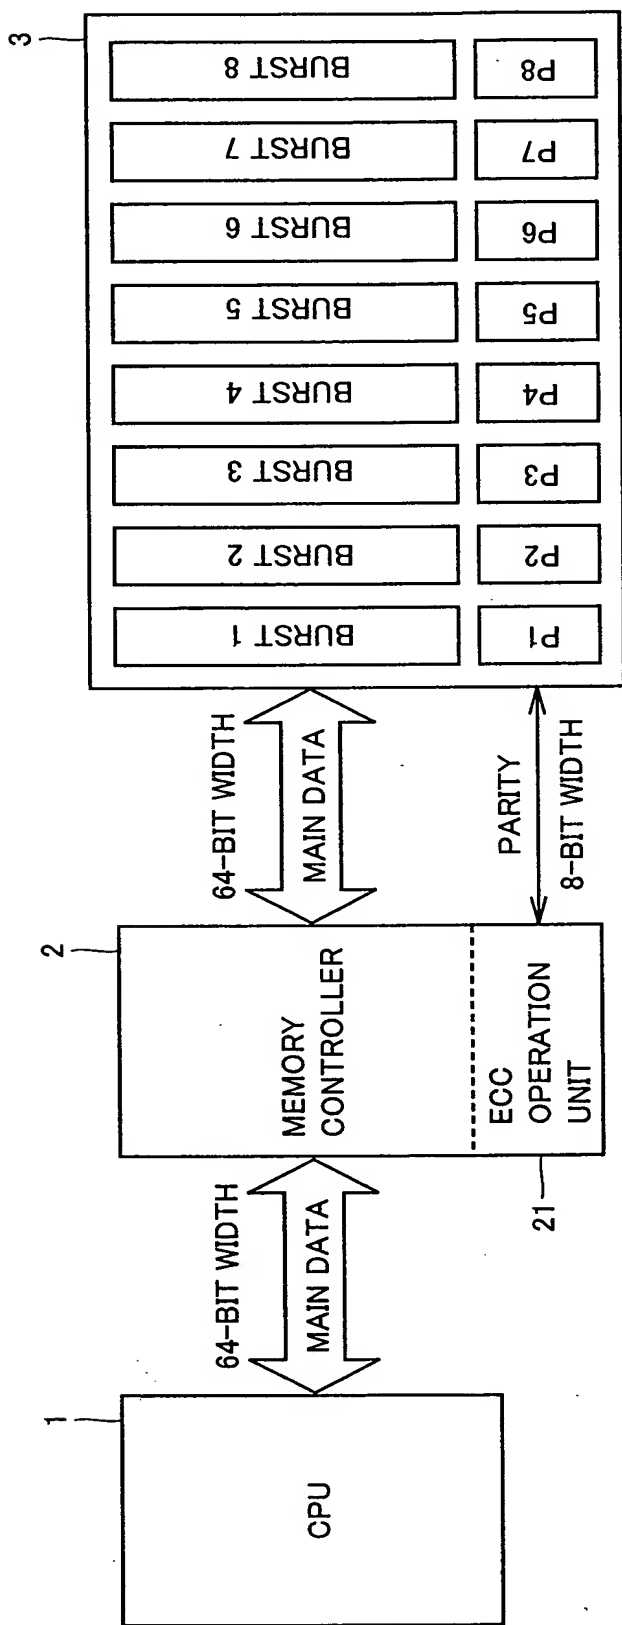 3
BURST 8
P8
BURST 7
P7
BURST 6
P6
BURST 5
P5
BURST 4
P4
BURST 3
P3
BURST 2
P2
BURST 1
P1
64-BIT WIDTH
MAIN DATA
PARITY
8-BIT WIDTH
2
MEMORY
CONTROLLER
ECC
OPERATION
UNIT
21
64-BIT WIDTH
MAIN DATA
1
CPU